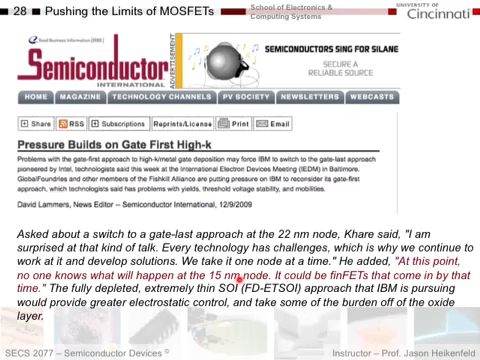 28 ■ Pushing the Limits of MOSFETs
School of Electronics &
Computing Systems
UNIVERSITY OF
Cincinnati
Semiconductor
INTERNATIONAL
ADVERTISEMENT
SEMICONDUCTORS SING FOR SILANE
SECURE A
RELIABLE SOURCE
HOME MAGAZINE TECHNOLOGY CHANNELS PV SOCIETY NEWSLETTERS WEBCASTS
Share RSS Subscriptions Reprints/License Print Email
Pressure Builds on Gate First High-k
Problems with the gate-first approach to high-k/metal gate deposition may force IBM to switch to the gate-last approach
pioneered by Intel, technologists said this week at the International Electron Devices Meeting (IEDM) in Baltimore.
GlobalFoundries and other members of the Fishkill Alliance are putting pressure on IBM to reconsider its gate-first
approach, which technologists said has problems with yields, threshold voltage stability, and mobilities.
David Lammers, News Editor -- Semiconductor International, 12/9/2009
Asked about a switch to a gate-last approach at the 22 nm node, Khare said, "I am
surprised at that kind of talk. Every technology has challenges, which is why we continue to
work at it and develop solutions. We take it one node at a time." He added, "At this point,
no one knows what will happen at the 15 nm node. It could be finFETs that come in by that
time." The fully depleted, extremely thin SOI (FD-ETSOI) approach that IBM is pursuing
would provide greater electrostatic control, and take some of the burden off of the oxide
layer.
SECS 2077 – Semiconductor Devices ©
Instructor – Prof. Jason Heikenfeld